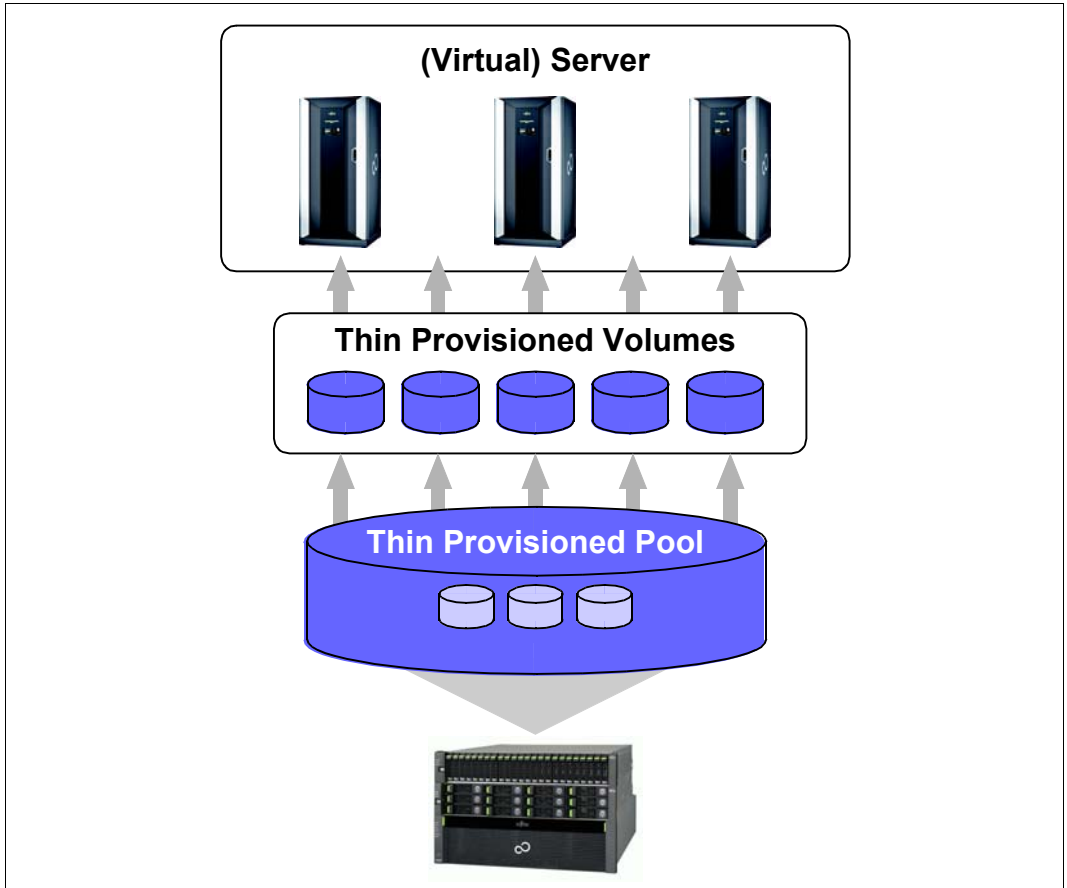 (Virtual) Server
Thin Provisioned Volumes
Thin Provisioned Pool